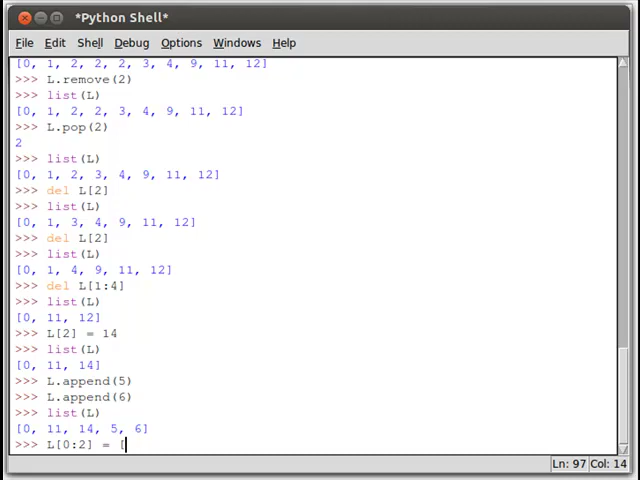 *Python Shell*
File Edit Shell Debug Options Windows Help
[0, 1, 2, 2, 2, 3, 4, 9, 11, 12]
>>> L.remove(2)
>>> list(L)
[0, 1, 2, 2, 3, 4, 9, 11, 12]
>>> L.pop(2)
2
>>> list(L)
[0, 1, 2, 3, 4, 9, 11, 12]
>>> del L[2]
>>> list(L)
[0, 1, 3, 4, 9, 11, 12]
>>> del L[2]
>>> list(L)
[0, 1, 4, 9, 11, 12]
>>> del L[1:4]
>>> list(L)
[0, 11, 12]
>>> L[2] = 14
>>> list(L)
[0, 11, 14]
>>> L.append(5)
>>> L.append(6)
>>> list(L)
[0, 11, 14, 5, 6]
>>> L[0:2] = [
Ln: 97 Col: 14